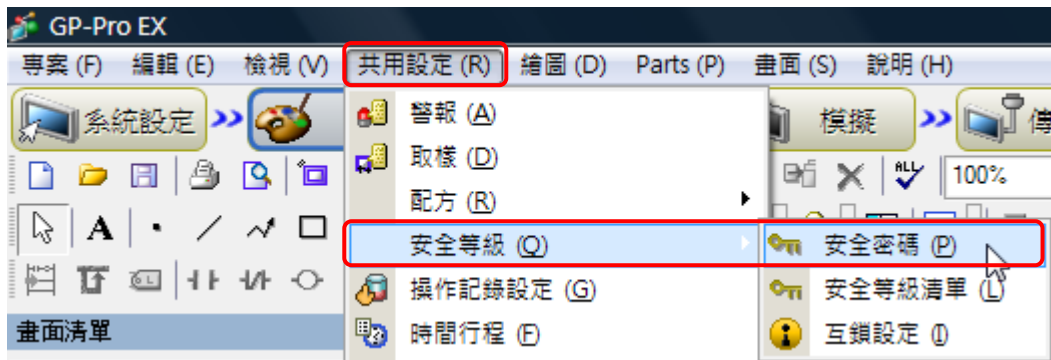 GP-Pro EX
專案 (F) 編輯 (E) 檢視 (V) 共用設定 (R) 繪圖 (D) Parts (P) 畫面 (S) 說明 (H)
系統設定 模擬
警報 (A)
取樣 (D)
100%
配方 (R)
A
安全等級 (Q) 安全密碼 (P)
操作記錄設定 (G) 安全等級清單 (L)
畫面清單 時間行程 (F) 互鎖設定 (I)